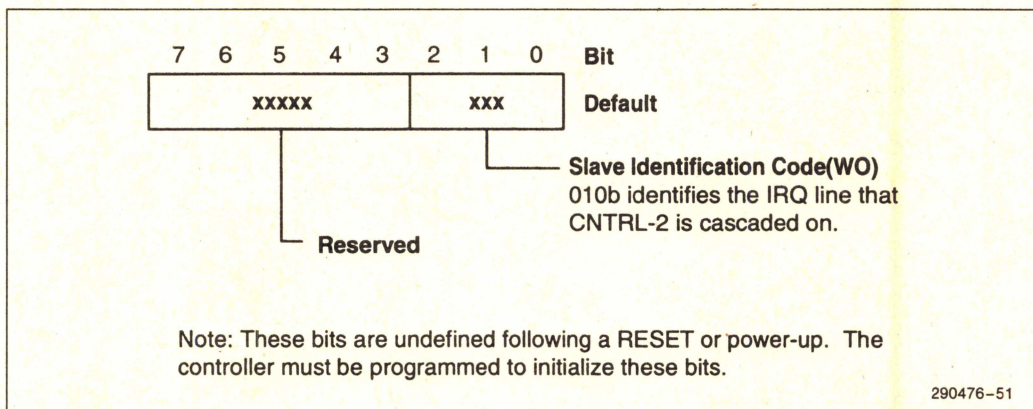 7 6 5 4 3 2 1 0 Bit
xxxxx xxx Default
Slave Identification Code(WO)
010b identifies the IRQ line that
CNTRL-2 is cascaded on.
Reserved
Note: These bits are undefined following a RESET or power-up. The
controller must be programmed to initialize these bits.
290476-51